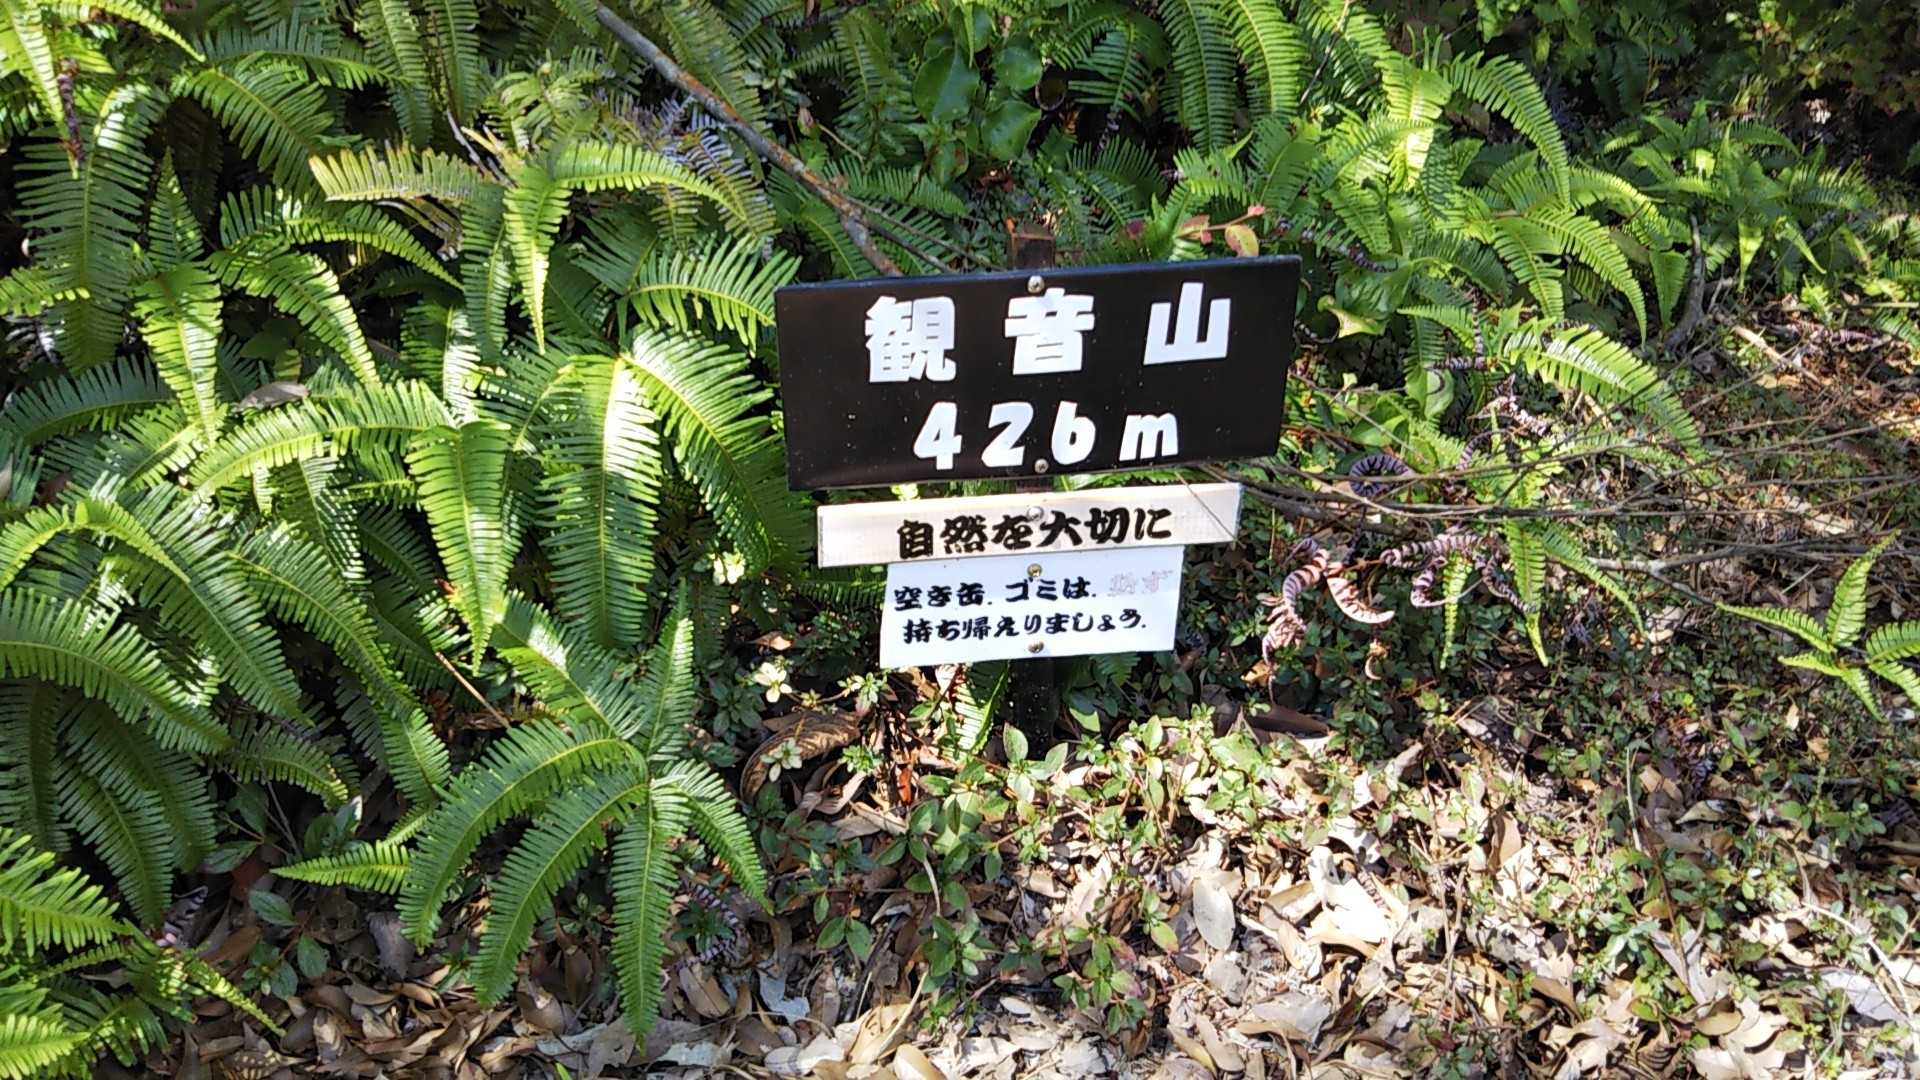 観音山
426m
自然を大切に
空き缶.ゴミは.必ず
持ち帰えりましょう.